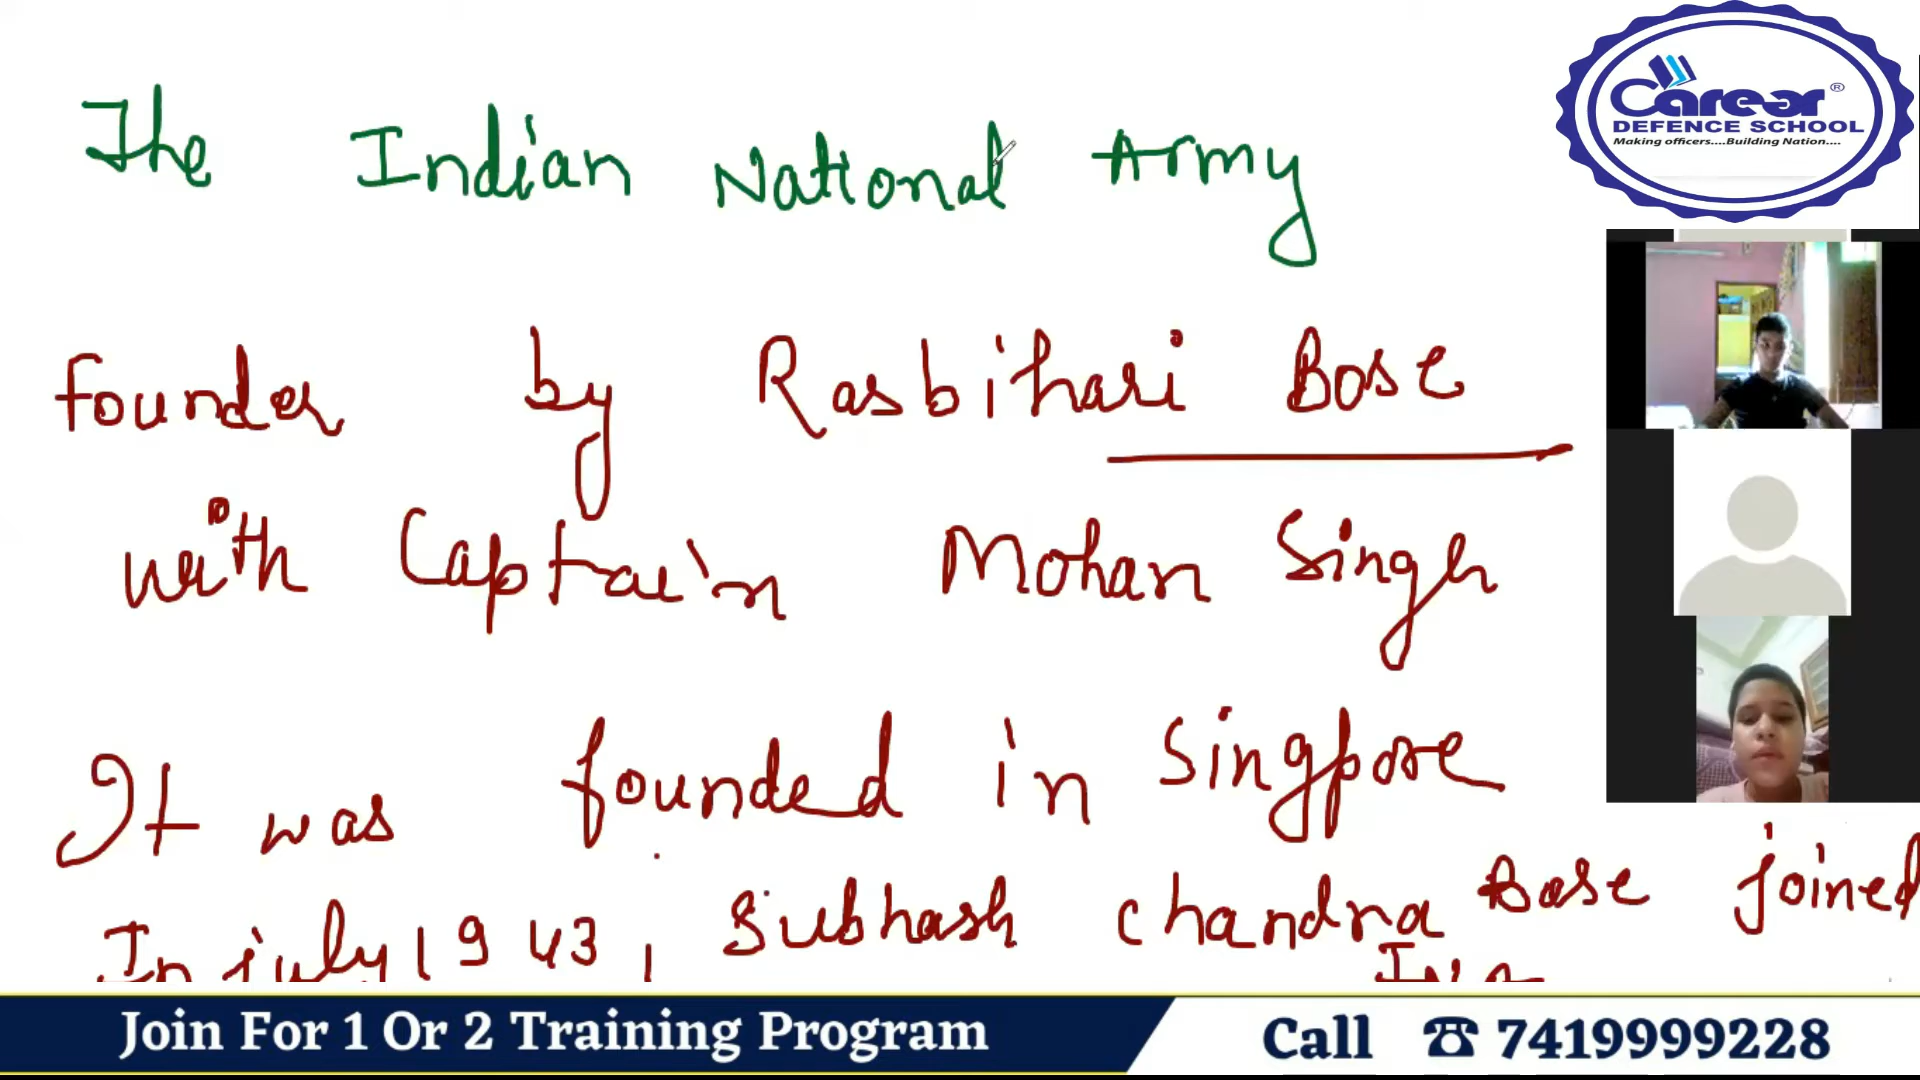 The Indian National Army
founder by Rasbihari Bose
with Captain Mohan Singh
It was founded in Singpore
In july 1943, Subhash chandra Bose joined
INA
Carear®
DEFENCE SCHOOL
Making officers....Building Nation....
Join For 1 Or 2 Training Program
Call ☎ 7419999228